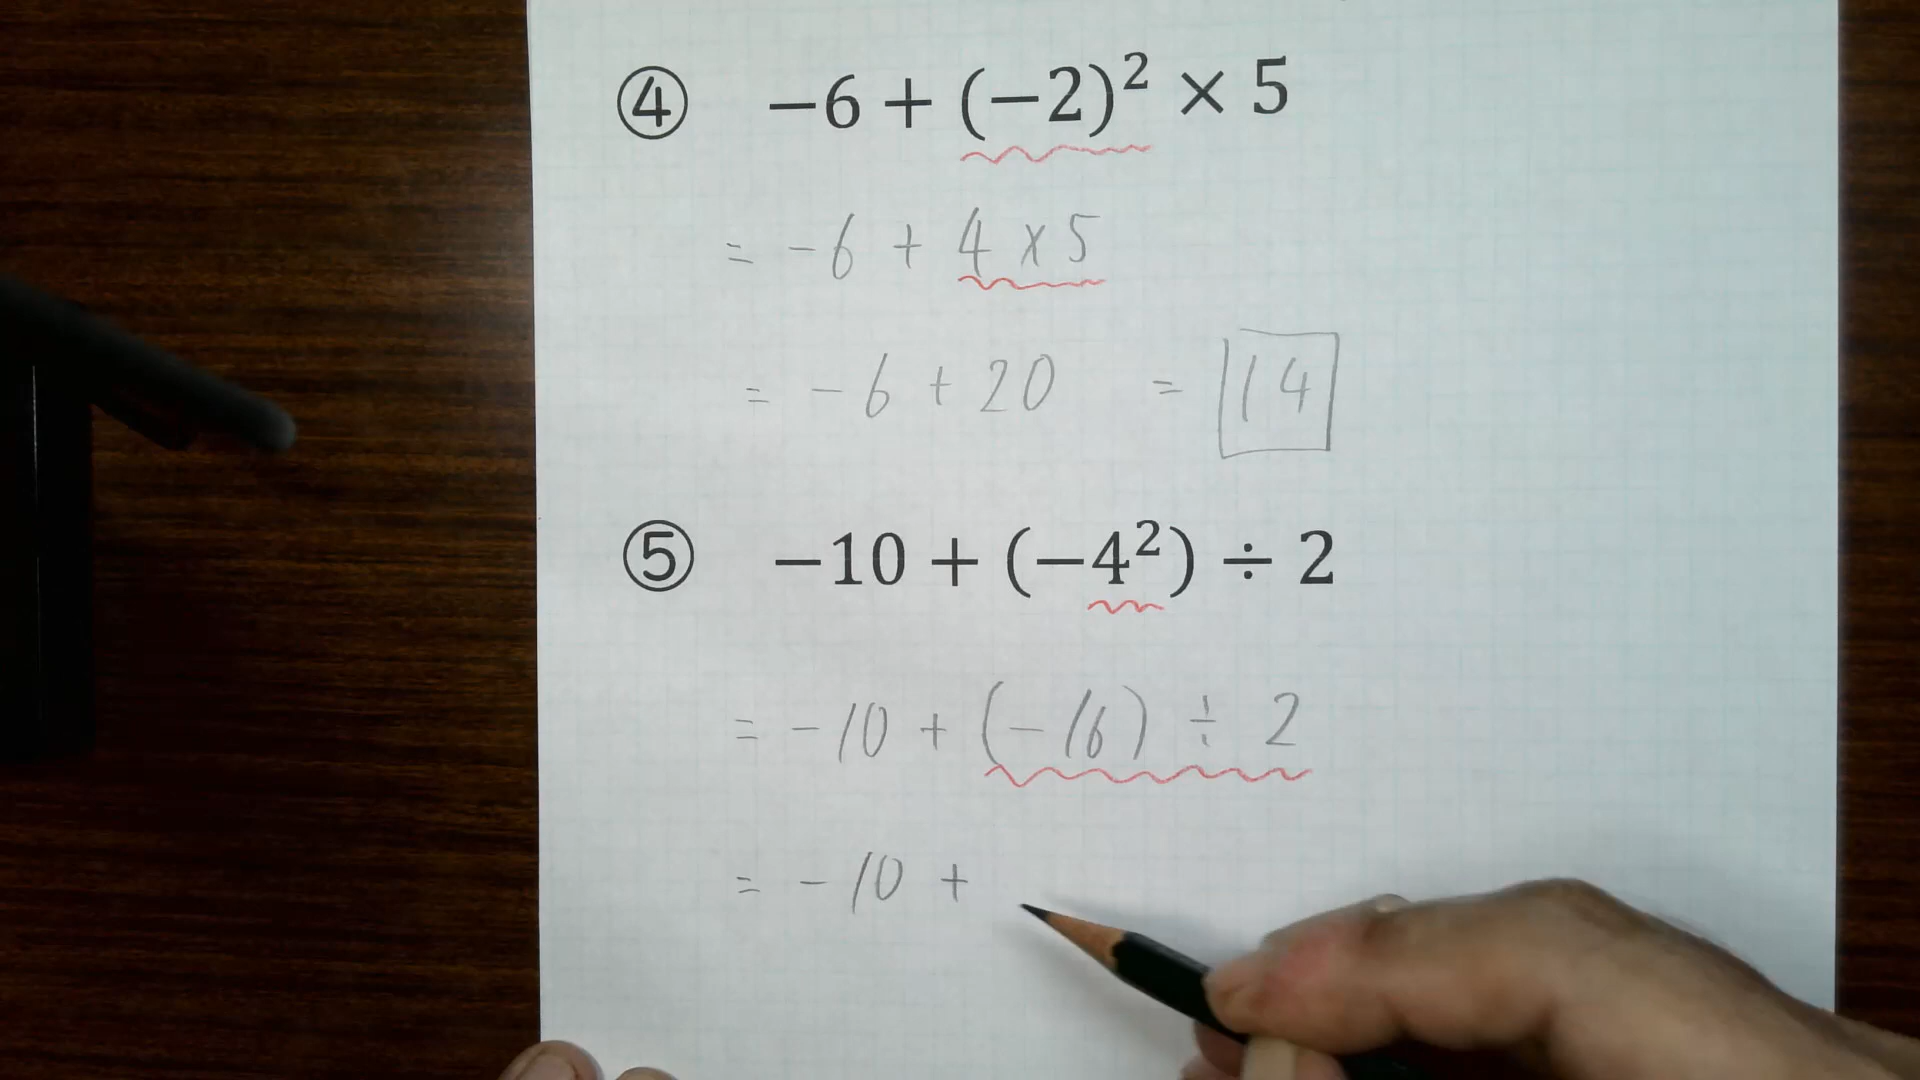 ④ −6 + (−2)² × 5
= −6 + 4 × 5
= −6 + 20 = 14
⑤ −10 + (−4²) ÷ 2
= −10 + (−16) ÷ 2
= −10 +